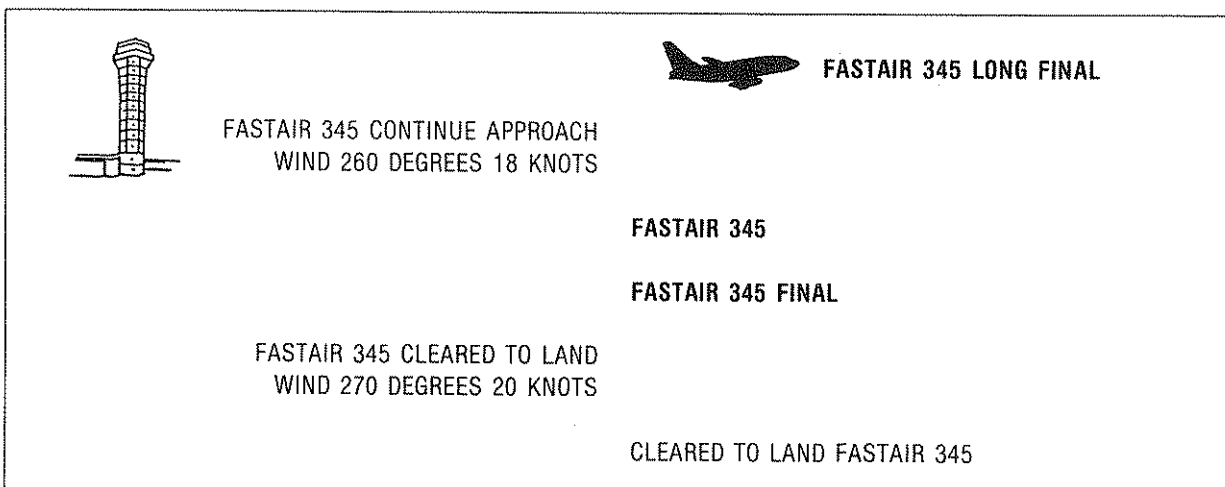 FASTAIR 345 LONG FINAL
FASTAIR 345 CONTINUE APPROACH
WIND 260 DEGREES 18 KNOTS
FASTAIR 345
FASTAIR 345 FINAL
FASTAIR 345 CLEARED TO LAND
WIND 270 DEGREES 20 KNOTS
CLEARED TO LAND FASTAIR 345